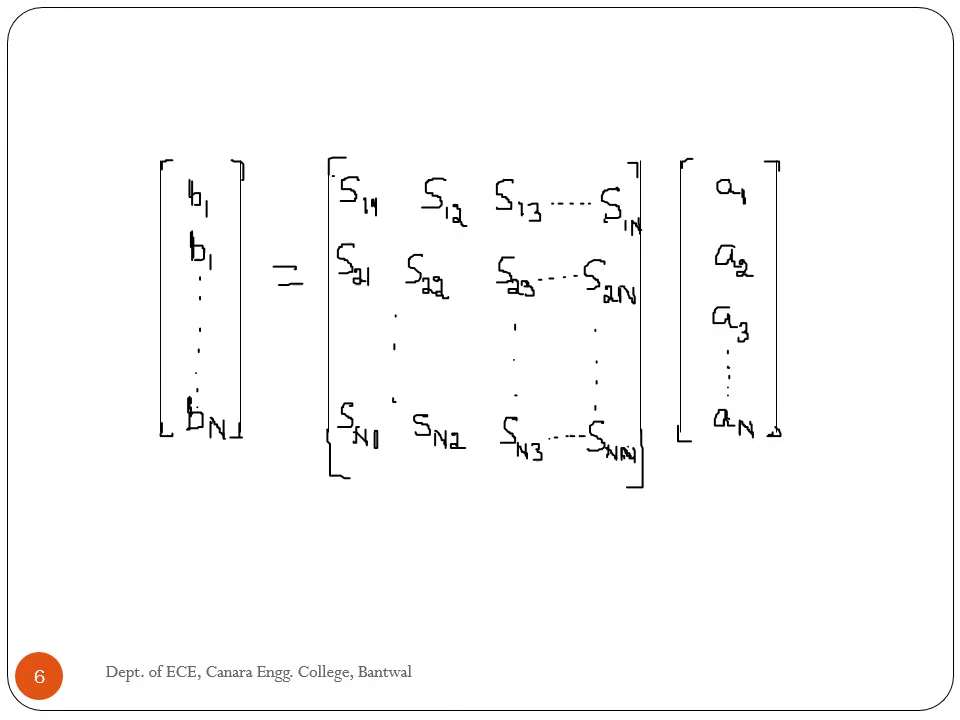 b1 S11 S12 S13 ...... S1N a1
b1 = S21 S22 S23 ...... S2N a2
a3
bN SN1 SN2 SN3 ...... SNN aN
6 Dept. of ECE, Canara Engg. College, Bantwal